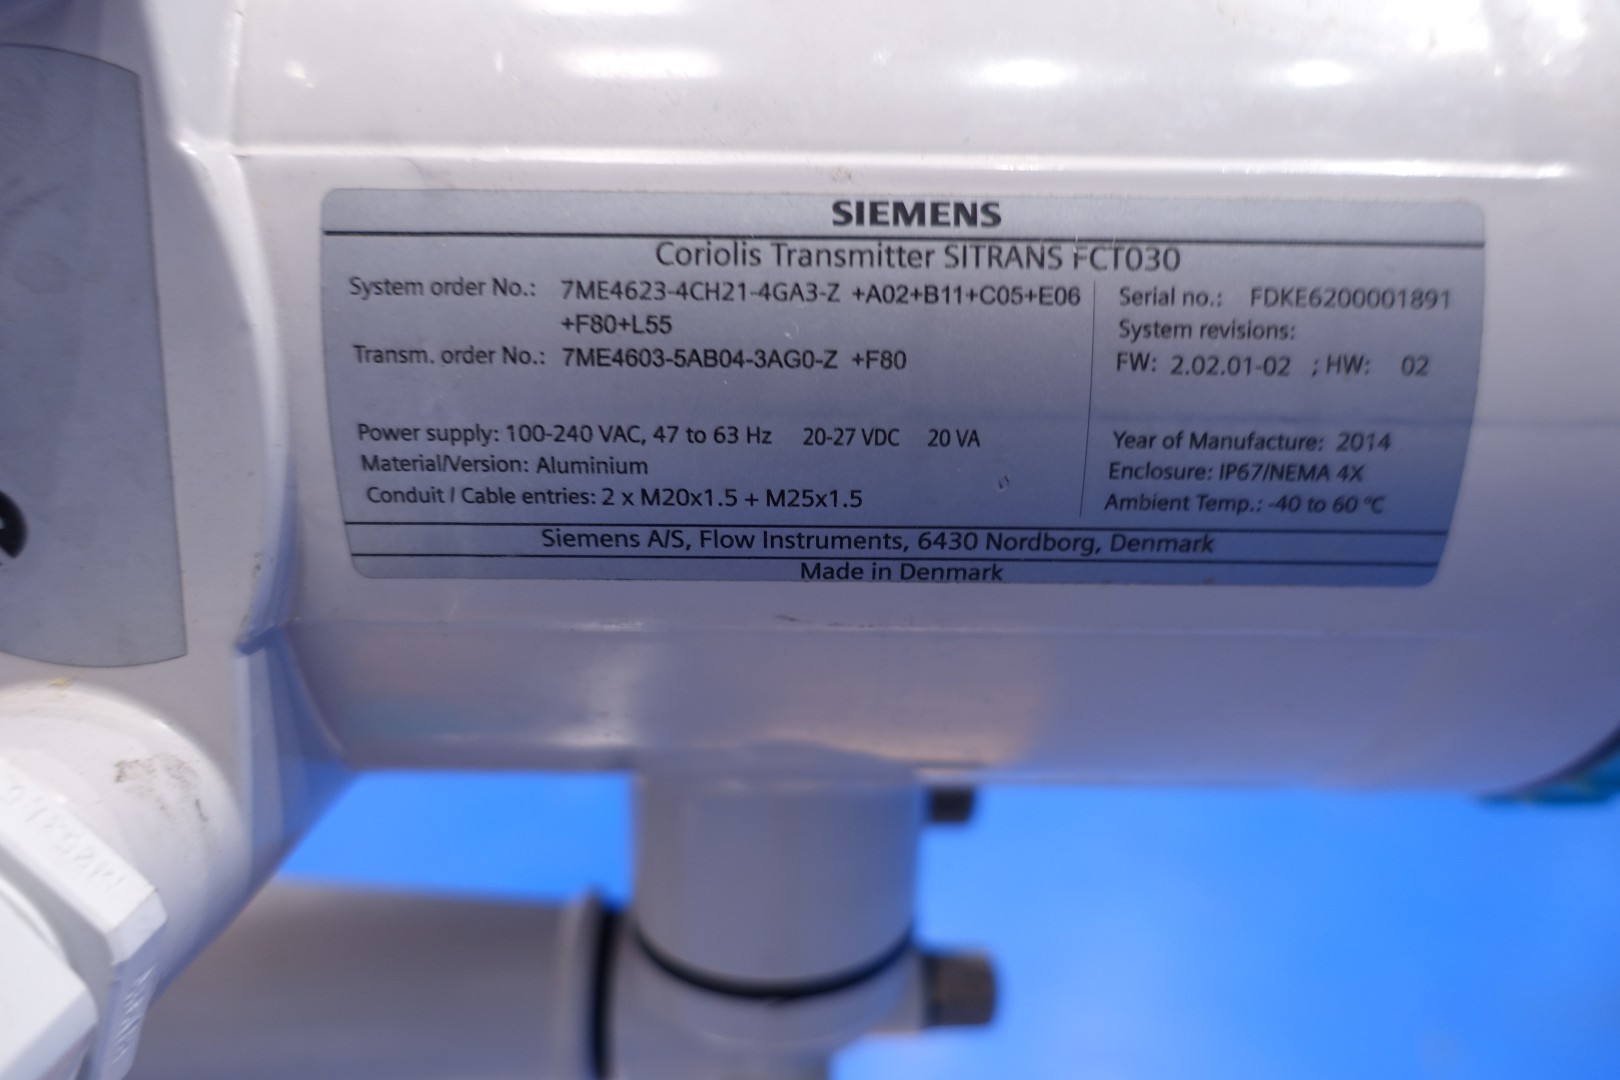 SIEMENS
Coriolis Transmitter SITRANS FCT030
System order No.: 7ME4623-4CH21-4GA3-Z +A02+B11+C05+E06
+F80+L55
Transm. order No.: 7ME4603-5AB04-3AG0-Z +F80
Power supply: 100-240 VAC, 47 to 63 Hz 20-27 VDC 20 VA
Material/Version: Aluminium
Conduit / Cable entries: 2 x M20x1.5 + M25x1.5
Serial no.: FDKE6200001891
System revisions:
FW: 2.02.01-02 ; HW: 02
Year of Manufacture: 2014
Enclosure: IP67/NEMA 4X
Ambient Temp.: -40 to 60 °C
Siemens A/S, Flow Instruments, 6430 Nordborg, Denmark
Made in Denmark